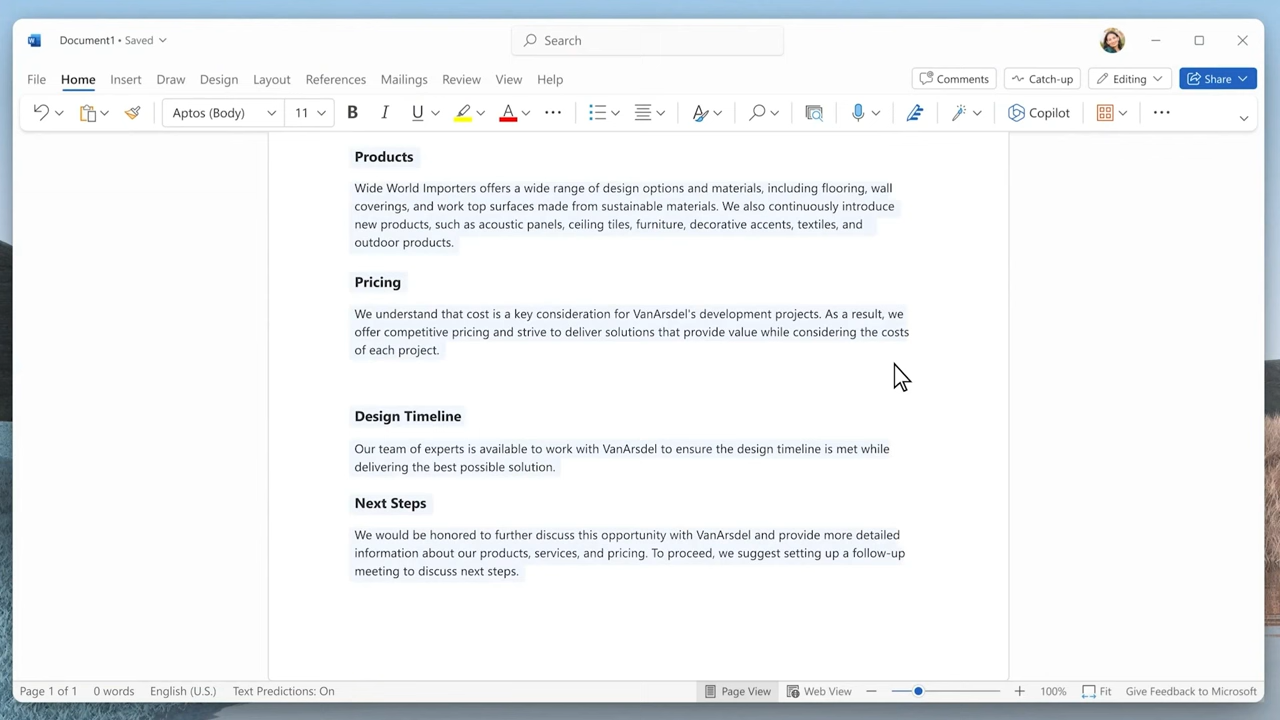 Document1 • Saved
Search
File Home Insert Draw Design Layout References Mailings Review View Help
Comments Catch-up Editing Share
Aptos (Body) 11 B I U A Copilot
Products
Wide World Importers offers a wide range of design options and materials, including flooring, wall
coverings, and work top surfaces made from sustainable materials. We also continuously introduce
new products, such as acoustic panels, ceiling tiles, furniture, decorative accents, textiles, and
outdoor products.
Pricing
We understand that cost is a key consideration for VanArsdel's development projects. As a result, we
offer competitive pricing and strive to deliver solutions that provide value while considering the costs
of each project.
Design Timeline
Our team of experts is available to work with VanArsdel to ensure the design timeline is met while
delivering the best possible solution.
Next Steps
We would be honored to further discuss this opportunity with VanArsdel and provide more detailed
information about our products, services, and pricing. To proceed, we suggest setting up a follow-up
meeting to discuss next steps.
Page 1 of 1 0 words English (U.S.) Text Predictions: On Page View Web View 100% Fit Give Feedback to Microsoft